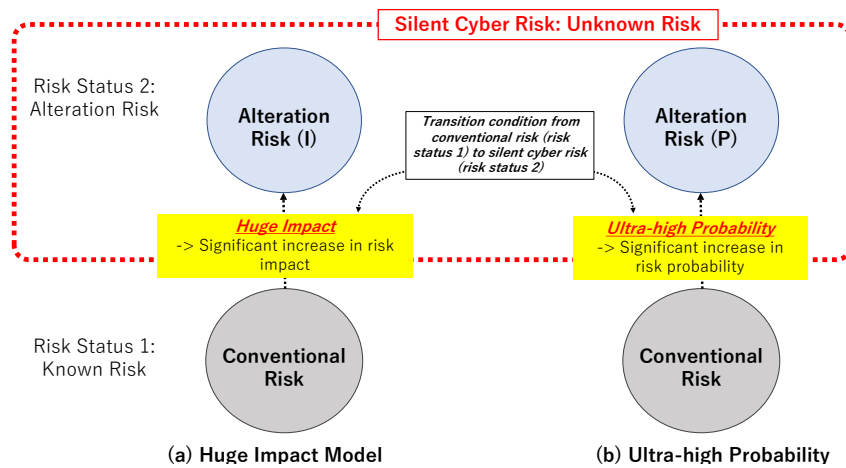 Silent Cyber Risk: Unknown Risk
Risk Status 2:
Alteration Risk
Alteration
Risk (I)
Transition condition from
conventional risk (risk
status 1) to silent cyber risk
(risk status 2)
Alteration
Risk (P)
Huge Impact
-> Significant increase in risk
impact
Ultra-high Probability
-> Significant increase in
risk probability
Risk Status 1:
Known Risk
Conventional
Risk
Conventional
Risk
(a) Huge Impact Model
(b) Ultra-high Probability